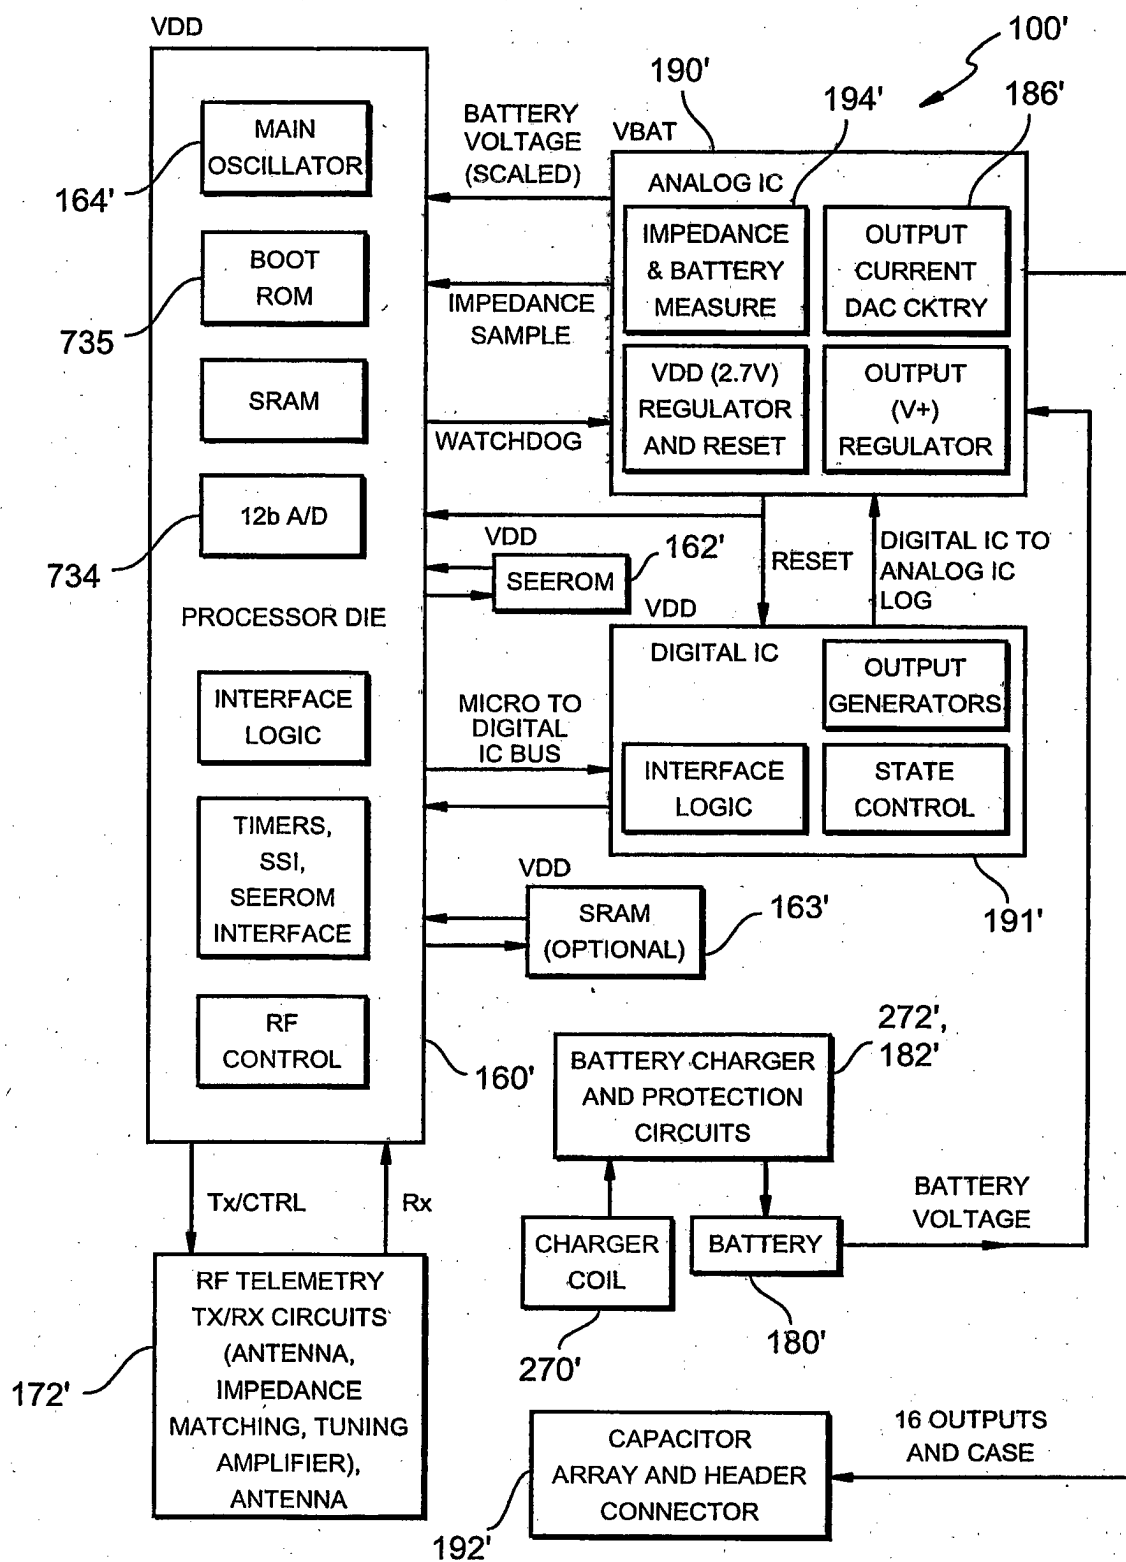 VDD
100'
190'
194'
186'
MAIN
OSCILLATOR
164'
BATTERY
VOLTAGE
(SCALED)
VBAT
ANALOG IC
IMPEDANCE
& BATTERY
MEASURE
OUTPUT
CURRENT
DAC CKTRY
BOOT
ROM
735
IMPEDANCE
SAMPLE
SRAM
WATCHDOG
VDD (2.7V)
REGULATOR
AND RESET
OUTPUT
(V+)
REGULATOR
12b A/D
734
VDD
SEEROM
162'
RESET
DIGITAL IC TO
ANALOG IC
LOG
PROCESSOR DIE
VDD
DIGITAL IC
OUTPUT
GENERATORS
INTERFACE
LOGIC
MICRO TO
DIGITAL
IC BUS
INTERFACE
LOGIC
STATE
CONTROL
191'
TIMERS,
SSI,
SEEROM
INTERFACE
VDD
SRAM
(OPTIONAL)
163'
RF
CONTROL
160'
BATTERY CHARGER
AND PROTECTION
CIRCUITS
272',
182'
Tx/CTRL
Rx
CHARGER
COIL
270'
BATTERY
180'
BATTERY
VOLTAGE
RF TELEMETRY
TX/RX CIRCUITS
(ANTENNA,
IMPEDANCE
MATCHING, TUNING
AMPLIFIER),
ANTENNA
172'
CAPACITOR
ARRAY AND HEADER
CONNECTOR
192'
16 OUTPUTS
AND CASE